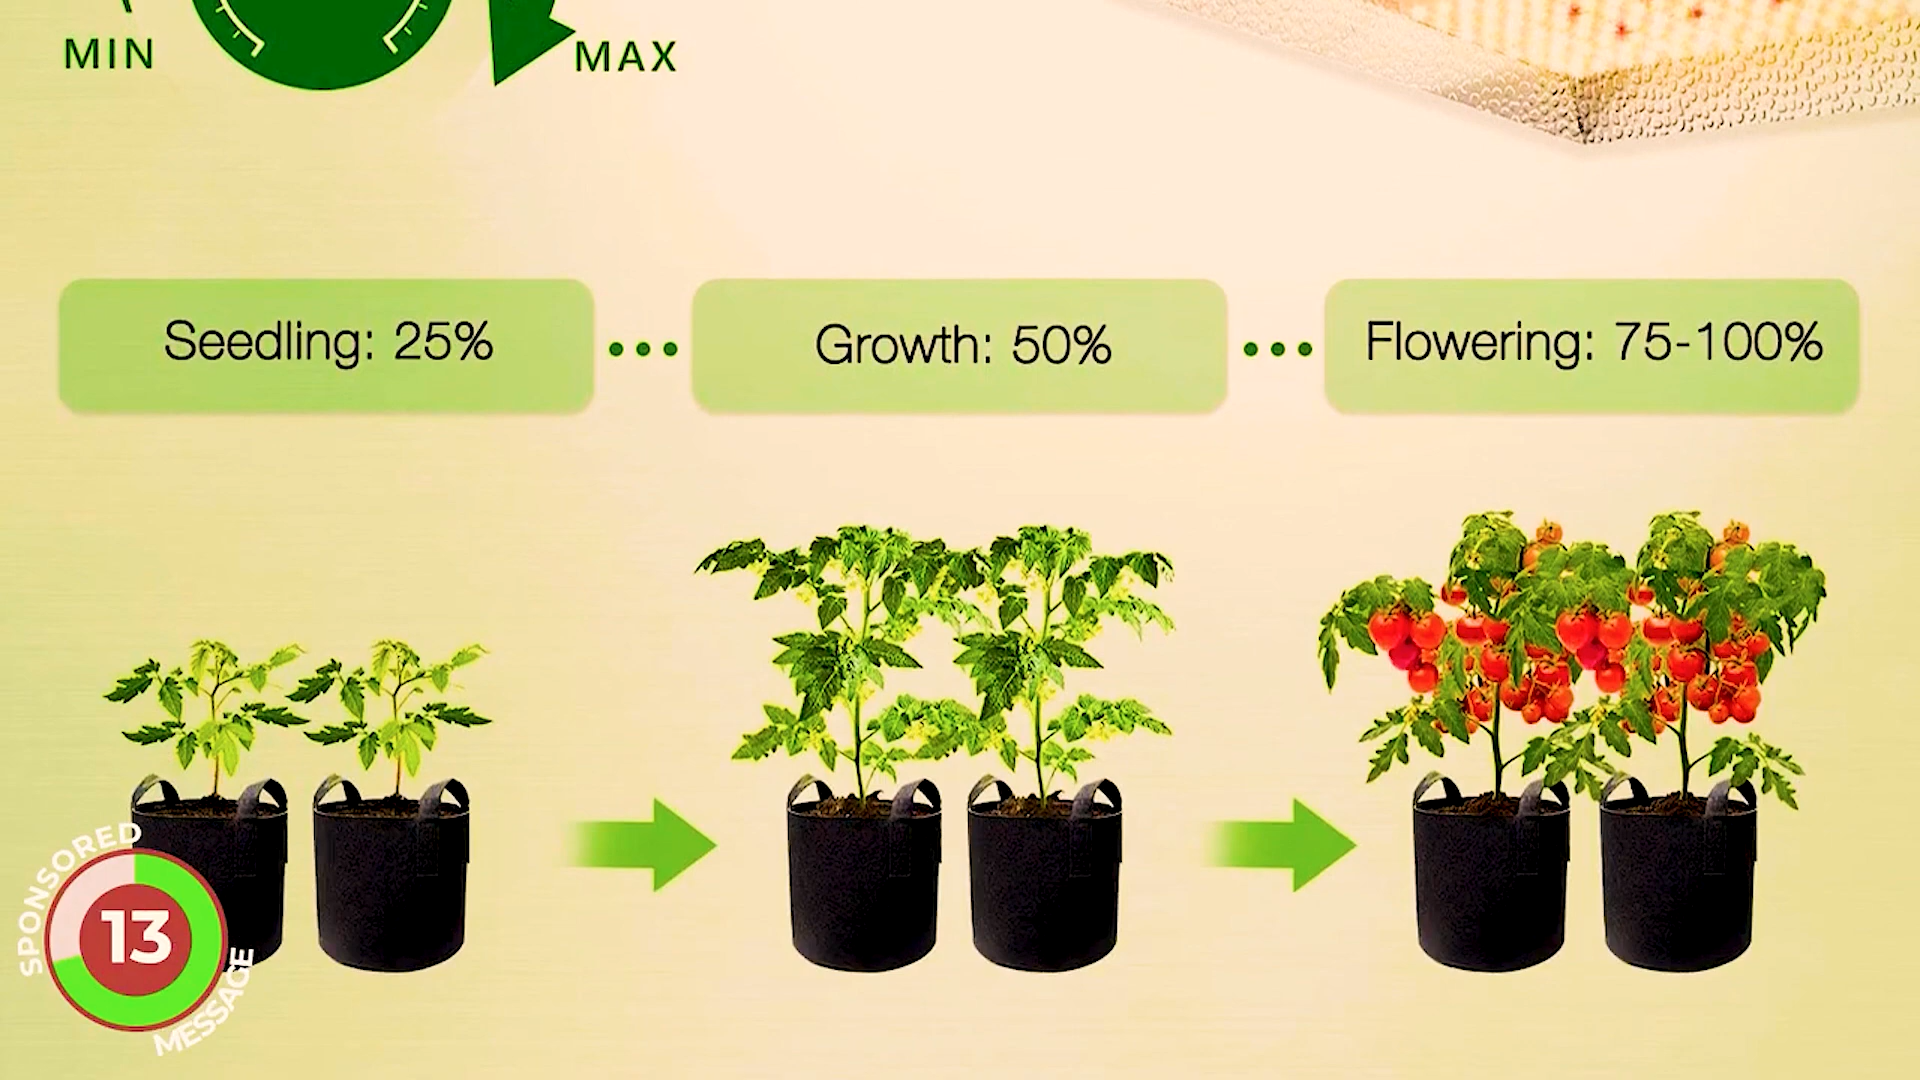 MIN
MAX
Seedling: 25%
Growth: 50%
Flowering: 75-100%
SPONSORED
13
MESSAGE